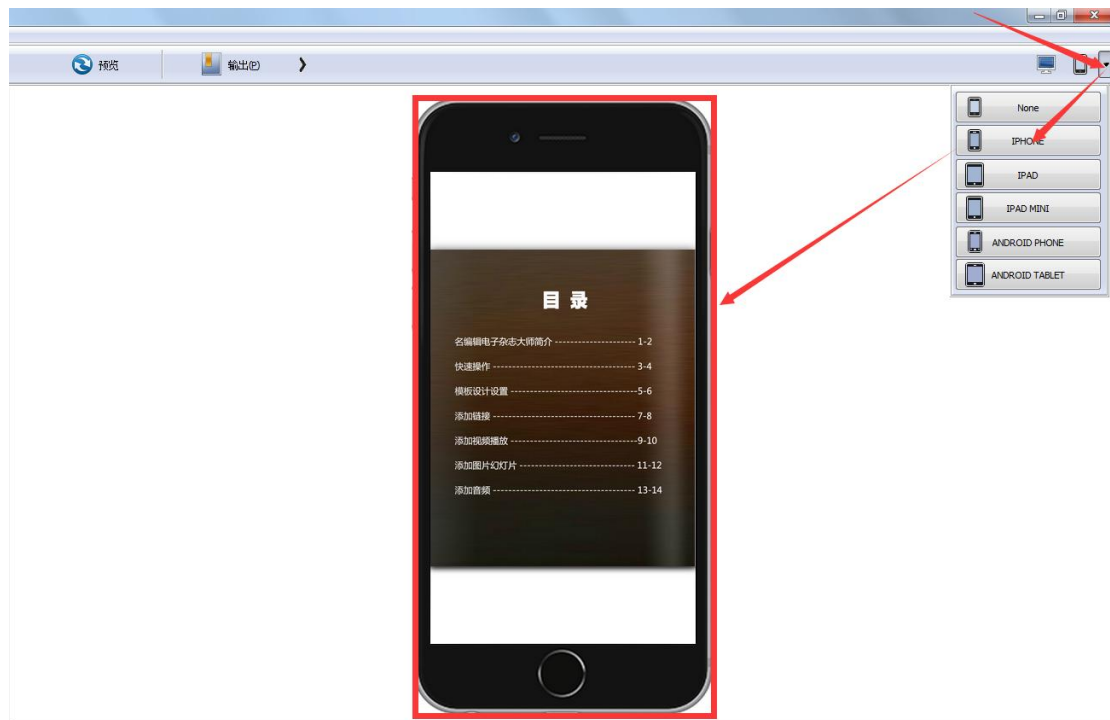 预览
输出(P)
None
IPHONE
IPAD
IPAD MINI
ANDROID PHONE
ANDROID TABLET
目 录
名编辑电子杂志大师简介 --------------------- 1-2
快速操作 ------------------------------------- 3-4
模板设计设置 ---------------------------------5-6
添加链接 ------------------------------------- 7-8
添加视频播放 ---------------------------------9-10
添加图片幻灯片 ------------------------------ 11-12
添加音频 ------------------------------------- 13-14